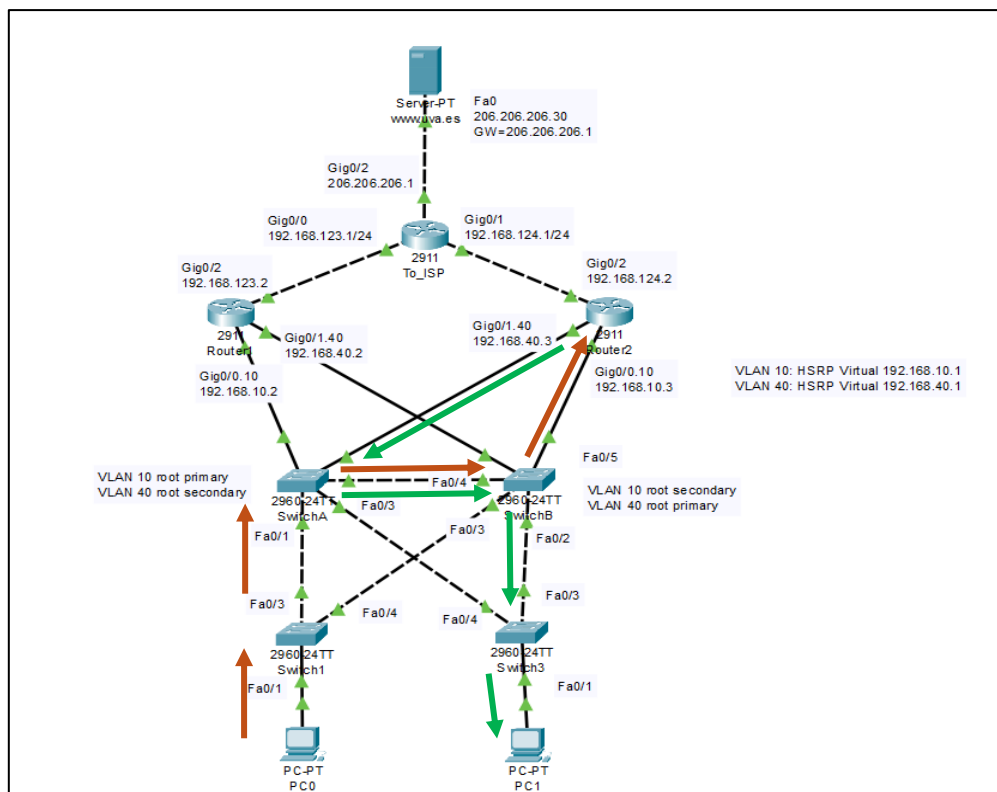 Server-PT
www.uva.es
Fa0
206.206.206.30
GW=206.206.206.1
Gig0/2
206.206.206.1
Gig0/0
192.168.123.1/24
Gig0/1
192.168.124.1/24
2911
To_ISP
Gig0/2
192.168.123.2
Gig0/2
192.168.124.2
2911
Router1
Gig0/1.40
192.168.40.2
Gig0/1.40
192.168.40.3
2911
Router2
Gig0/0.10
192.168.10.2
Gig0/0.10
192.168.10.3
VLAN 10: HSRP Virtual 192.168.10.1
VLAN 40: HSRP Virtual 192.168.40.1
VLAN 10 root primary
VLAN 40 root secondary
2960-24TT
SwitchA
Fa0/4
Fa0/3
Fa0/5
2960-24TT
SwitchB
VLAN 10 root secondary
VLAN 40 root primary
Fa0/1
Fa0/3
Fa0/2
Fa0/3
Fa0/4
Fa0/4
Fa0/3
2960-24TT
Switch1
2960-24TT
Switch3
Fa0/1
Fa0/1
PC-PT
PC0
PC-PT
PC1